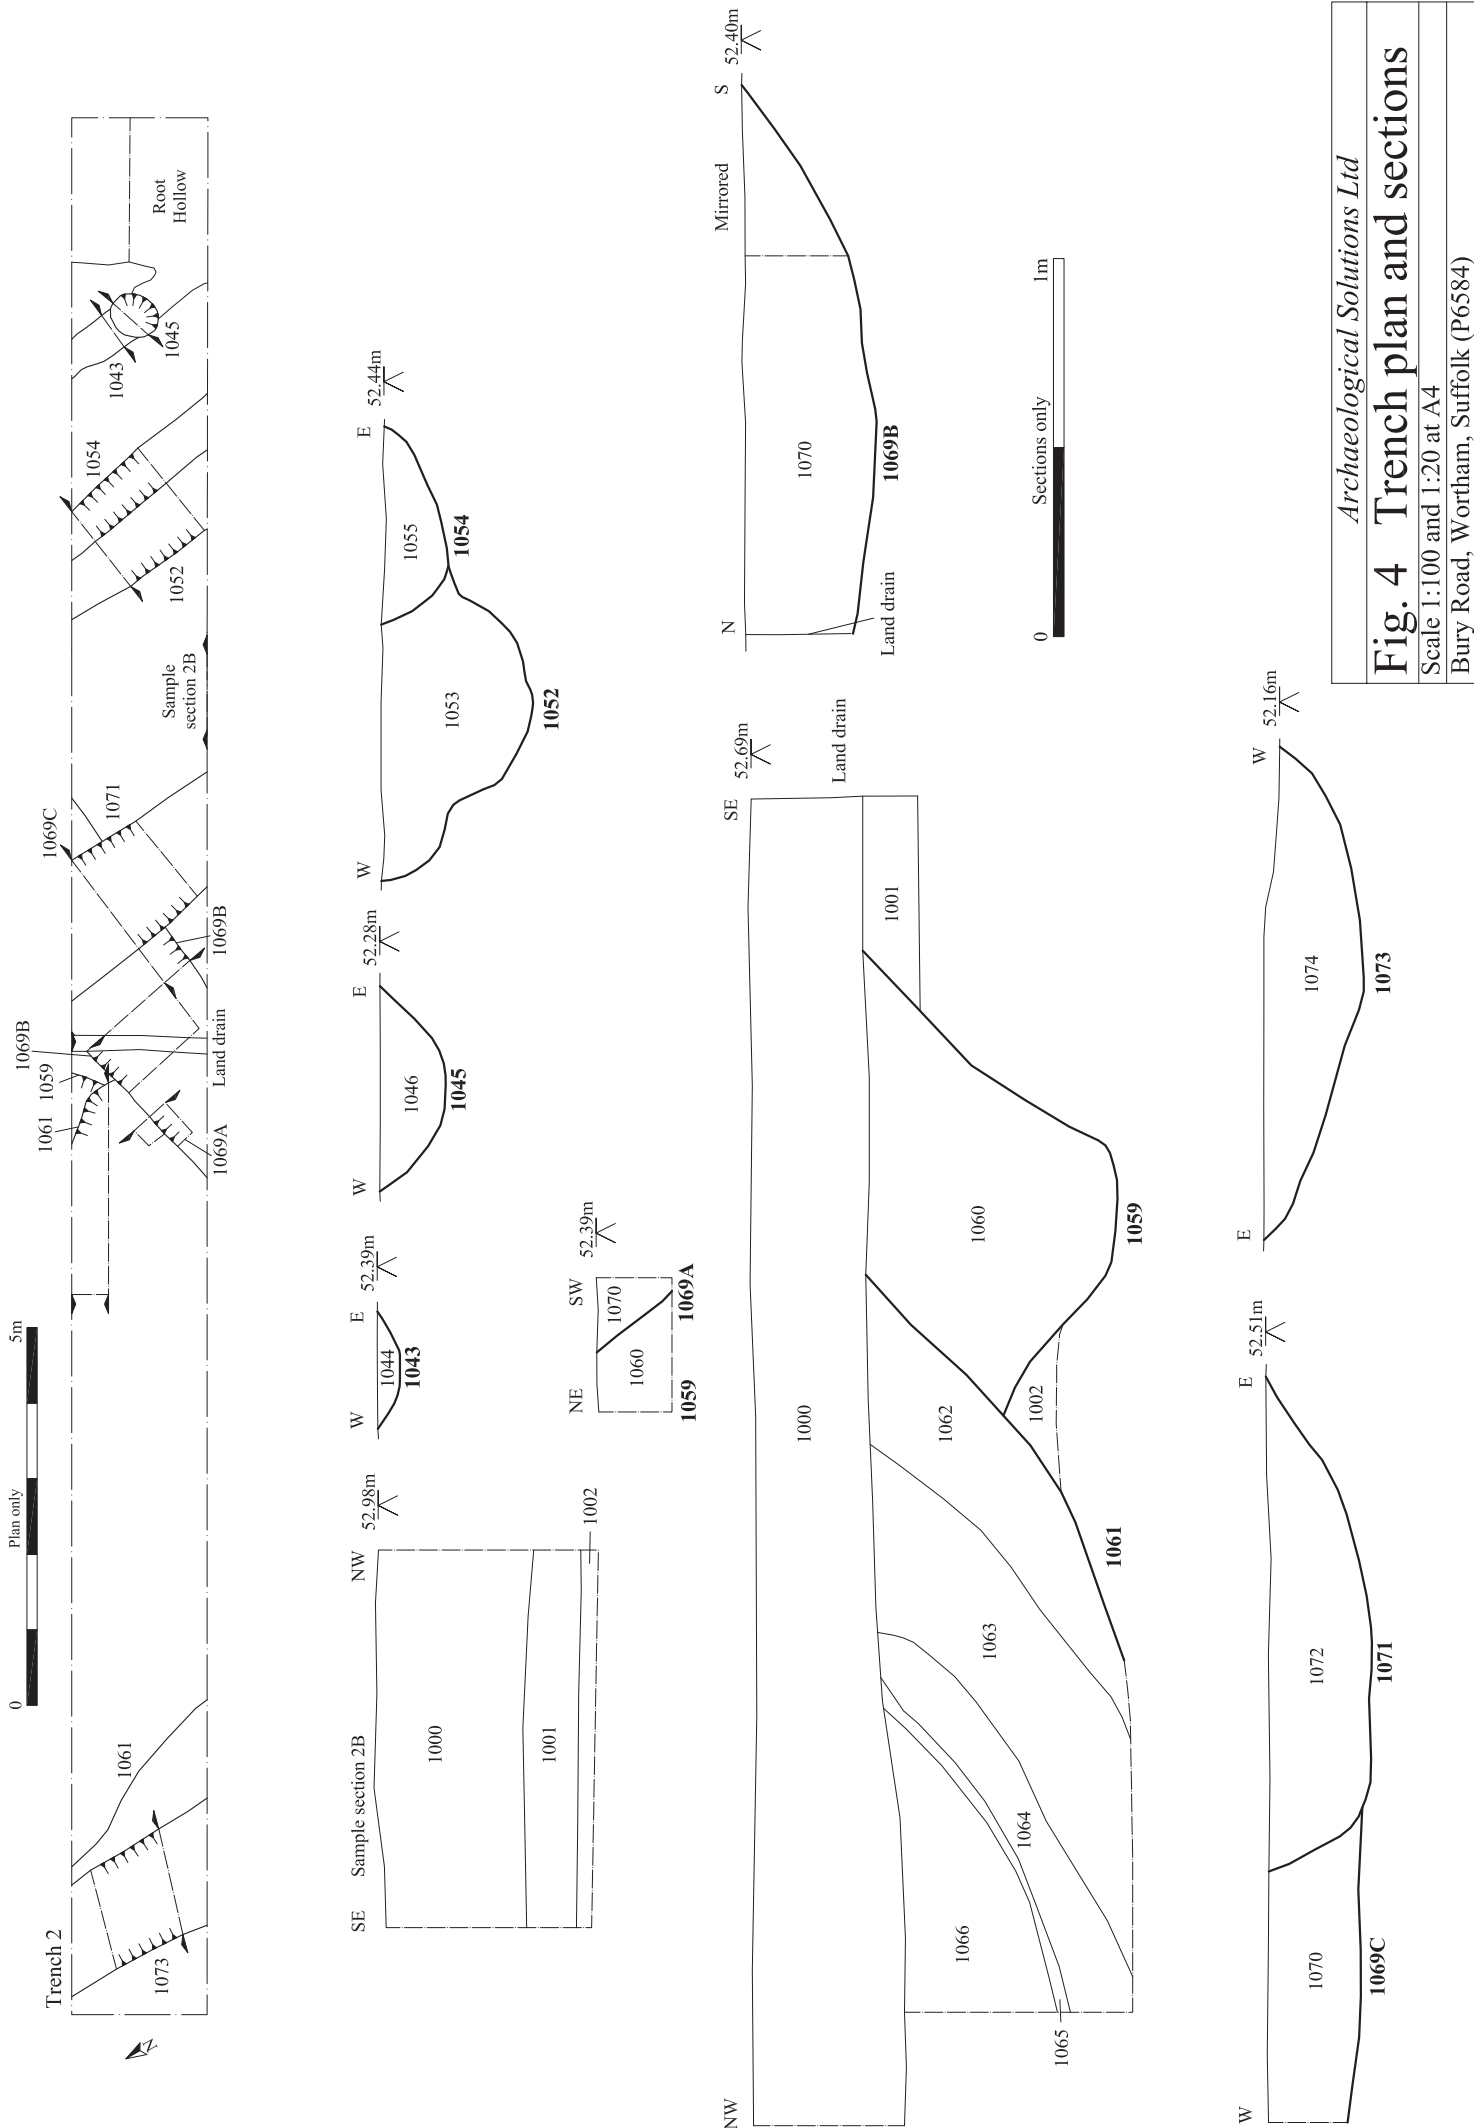 Trench 2
N
0
Plan only
5m
1073
1061
1061
1059
1069B
1069A
Land drain
1069C
1069B
1071
Sample
section 2B
1052
1054
1043
1045
Root
Hollow
SE
Sample section 2B
NW
52.98m
1000
1001
1002
W
E
52.39m
1044
1043
W
E
52.28m
1046
1045
W
E
52.44m
1053
1055
1054
1052
NE
SW
52.39m
1060
1070
1059
1069A
NW
SE
52.69m
Land drain
1000
1001
1060
1062
1002
1063
1064
1066
1065
1061
1059
N
Mirrored
S
52.40m
1070
Land drain
1069B
0
Sections only
1m
W
E
52.51m
1070
1072
1069C
1071
E
W
52.16m
1074
1073
Archaeological Solutions Ltd
Fig. 4 Trench plan and sections
Scale 1:100 and 1:20 at A4
Bury Road, Wortham, Suffolk (P6584)